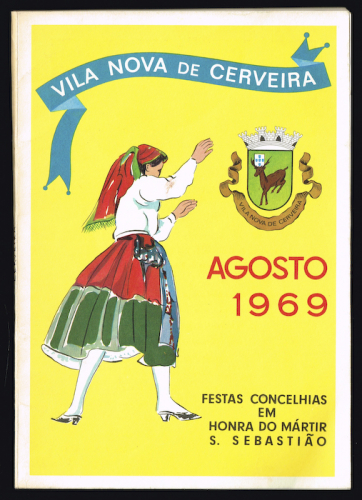 VILA NOVA DE CERVEIRA
VILA NOVA DE CERVEIRA
AGOSTO
1969
FESTAS CONCELHIAS
EM
HONRA DO MÁRTIR
S. SEBASTIÃO